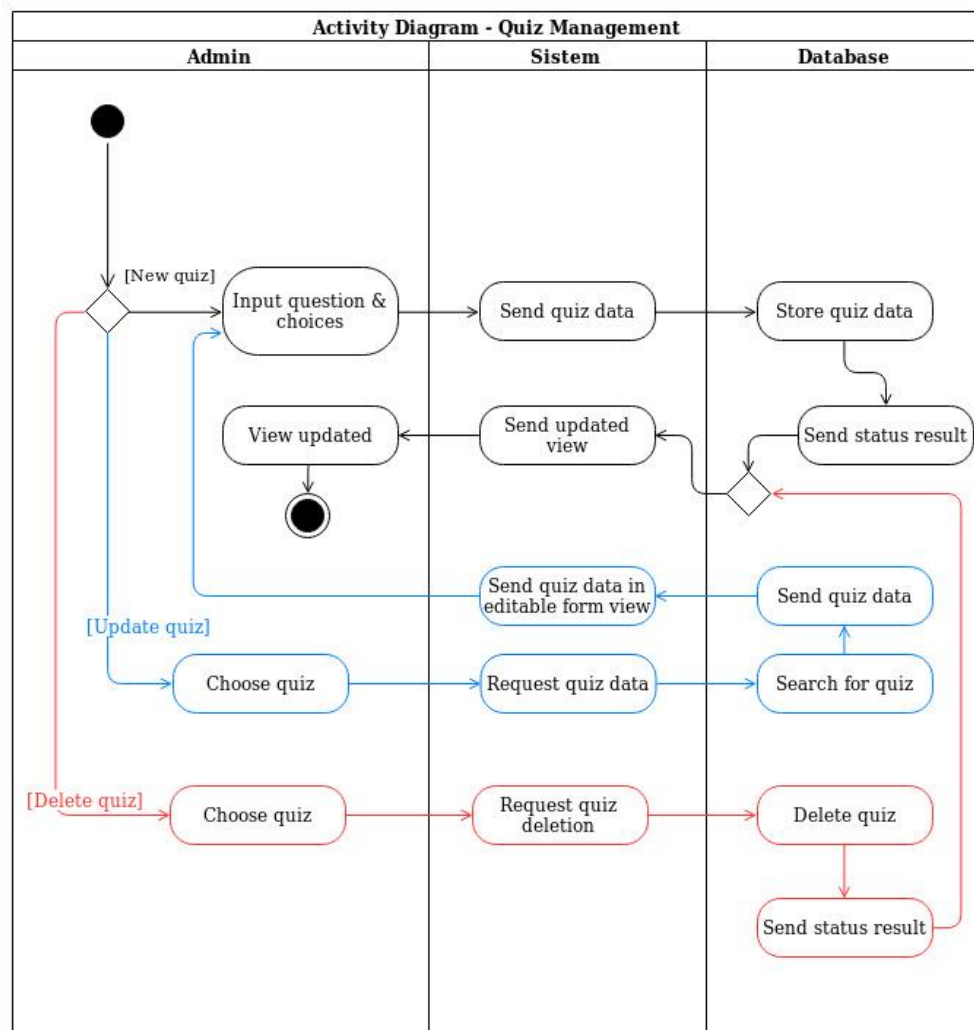 Activity Diagram - Quiz Management
Admin
Sistem
Database
[New quiz]
Input question &
choices
Send quiz data
Store quiz data
View updated
Send updated
view
Send status result
Send quiz data in
editable form view
Send quiz data
[Update quiz]
Choose quiz
Request quiz data
Search for quiz
[Delete quiz]
Choose quiz
Request quiz
deletion
Delete quiz
Send status result